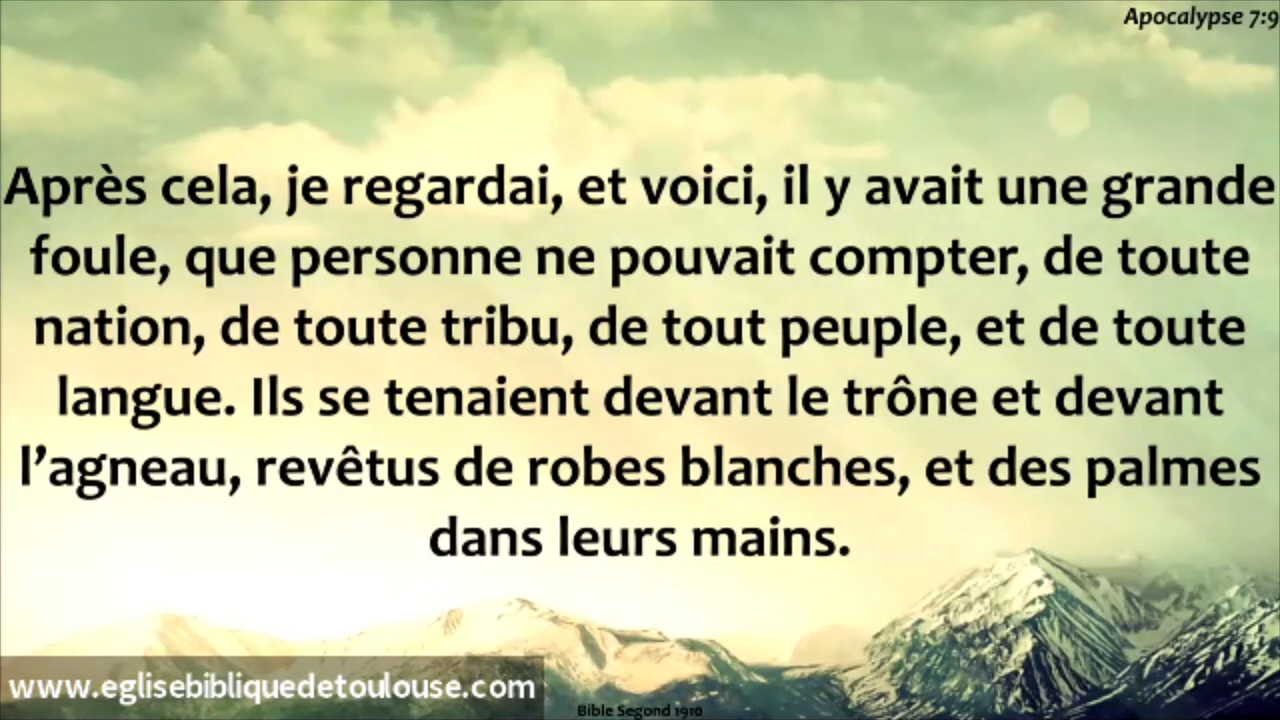 Apocalypse 7:9
Après cela, je regardai, et voici, il y avait une grande
foule, que personne ne pouvait compter, de toute
nation, de toute tribu, de tout peuple, et de toute
langue. Ils se tenaient devant le trône et devant
l’agneau, revêtus de robes blanches, et des palmes
dans leurs mains.
www.eglisebibliquedetoulouse.com
Bible Segond 1910